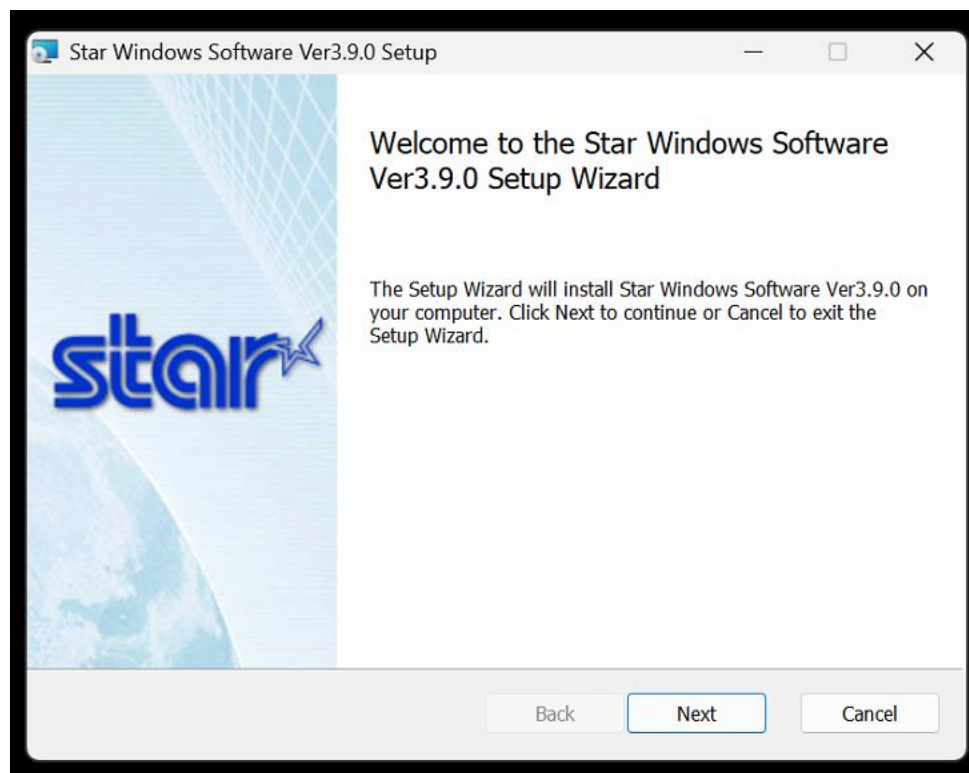 Star Windows Software Ver3.9.0 Setup
Welcome to the Star Windows Software
Ver3.9.0 Setup Wizard
The Setup Wizard will install Star Windows Software Ver3.9.0 on
your computer. Click Next to continue or Cancel to exit the
Setup Wizard.
star
Back Next Cancel